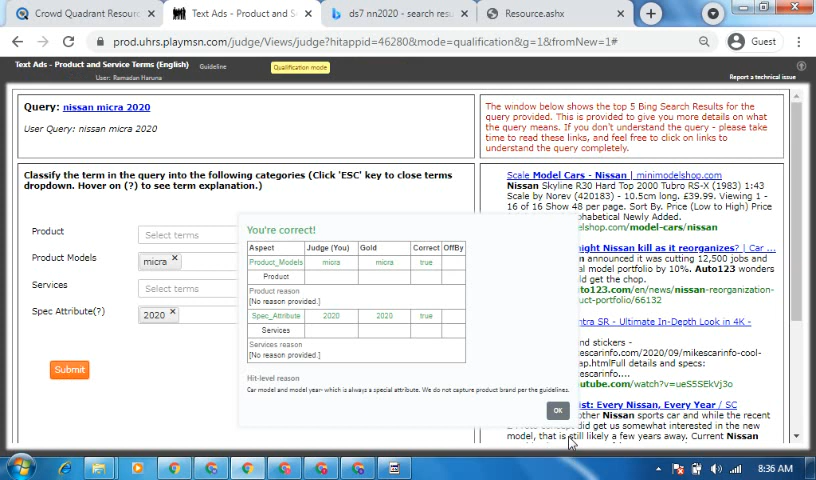 Crowd Quadrant Resourc
Text Ads - Product and Se
ds7 nn2020 - search resu
Resource.ashx
prod.uhrs.playmsn.com/judge/Views/judge?hitappid=46280&mode=qualification&g=1&fromNew=1#
Guest
Text Ads - Product and Service Terms (English)
Guideline
Qualification mode
User: Ramadan Haruna
Report a technical issue
Query: nissan micra 2020
User Query: nissan micra 2020
The window below shows the top 5 Bing Search Results for the
query provided. This is provided to give you more details on what
the query means. If you don't understand the query - please take
time to read these links, and feel free to click on links to
understand the query completely.
Classify the term in the query into the following categories (Click 'ESC' key to close terms
dropdown. Hover on (?) to see term explanation.)
Product
Select terms
Product Models
micra
Services
Select terms
Spec Attribute(?)
2020
Submit
You're correct!
Aspect Judge (You) Gold Correct OffBy
Product_Models micra micra true
Product
Product reason
[No reason provided.]
Spec_Attribute 2020 2020 true
Services
Services reason
[No reason provided.]
Hit-level reason
Car model and model year- which is always a special attribute. We do not capture product brand per the guidelines.
OK
Scale Model Cars - Nissan | minimodelshop.com
Nissan Skyline R30 Hard Top 2000 Tubro RS-X (1983) 1:43
Scale by Norev (420183) - 10.5cm long. £39.99. Viewing 1 -
16 of 16 Show 48 per page. Sort By. Price (Low to High) Price
phabetical Newly Added.
delshop.com/model-cars/nissan
night Nissan kill as it reorganizes? | Car ...
n announced it was cutting 12,500 jobs and
al model portfolio by 10%. Auto123 wonders
d get the chop.
uto123.com/en/news/nissan-reorganization-
ct-portfolio/66132
ntra SR - Ultimate In-Depth Look in 4K -
nd stickers -
mikescarinfo.com/2020/09/mikescarinfo-cool-
ap.htmlFull details and specs:
escarinfo....
utube.com/watch?v=ueS5SEkVJ3o
ist: Every Nissan, Every Year / SC
other Nissan sports car and while the recent
did get us somewhat interested in the new
model, that is still likely a few years away. Current Nissan
8:36 AM